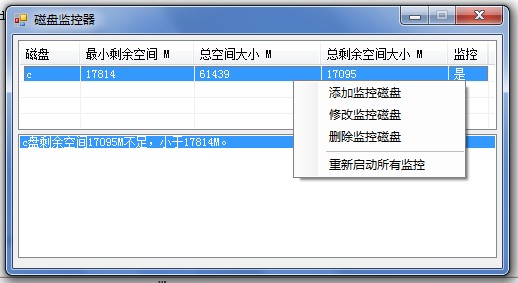 磁盘监控器
磁盘 最小剩余空间 M 总空间大小 M 总剩余空间大小 M 监控
c 17814 61439 17095 是
添加监控磁盘
修改监控磁盘
删除监控磁盘
重新启动所有监控
c盘剩余空间17095M不足，小于17814M。